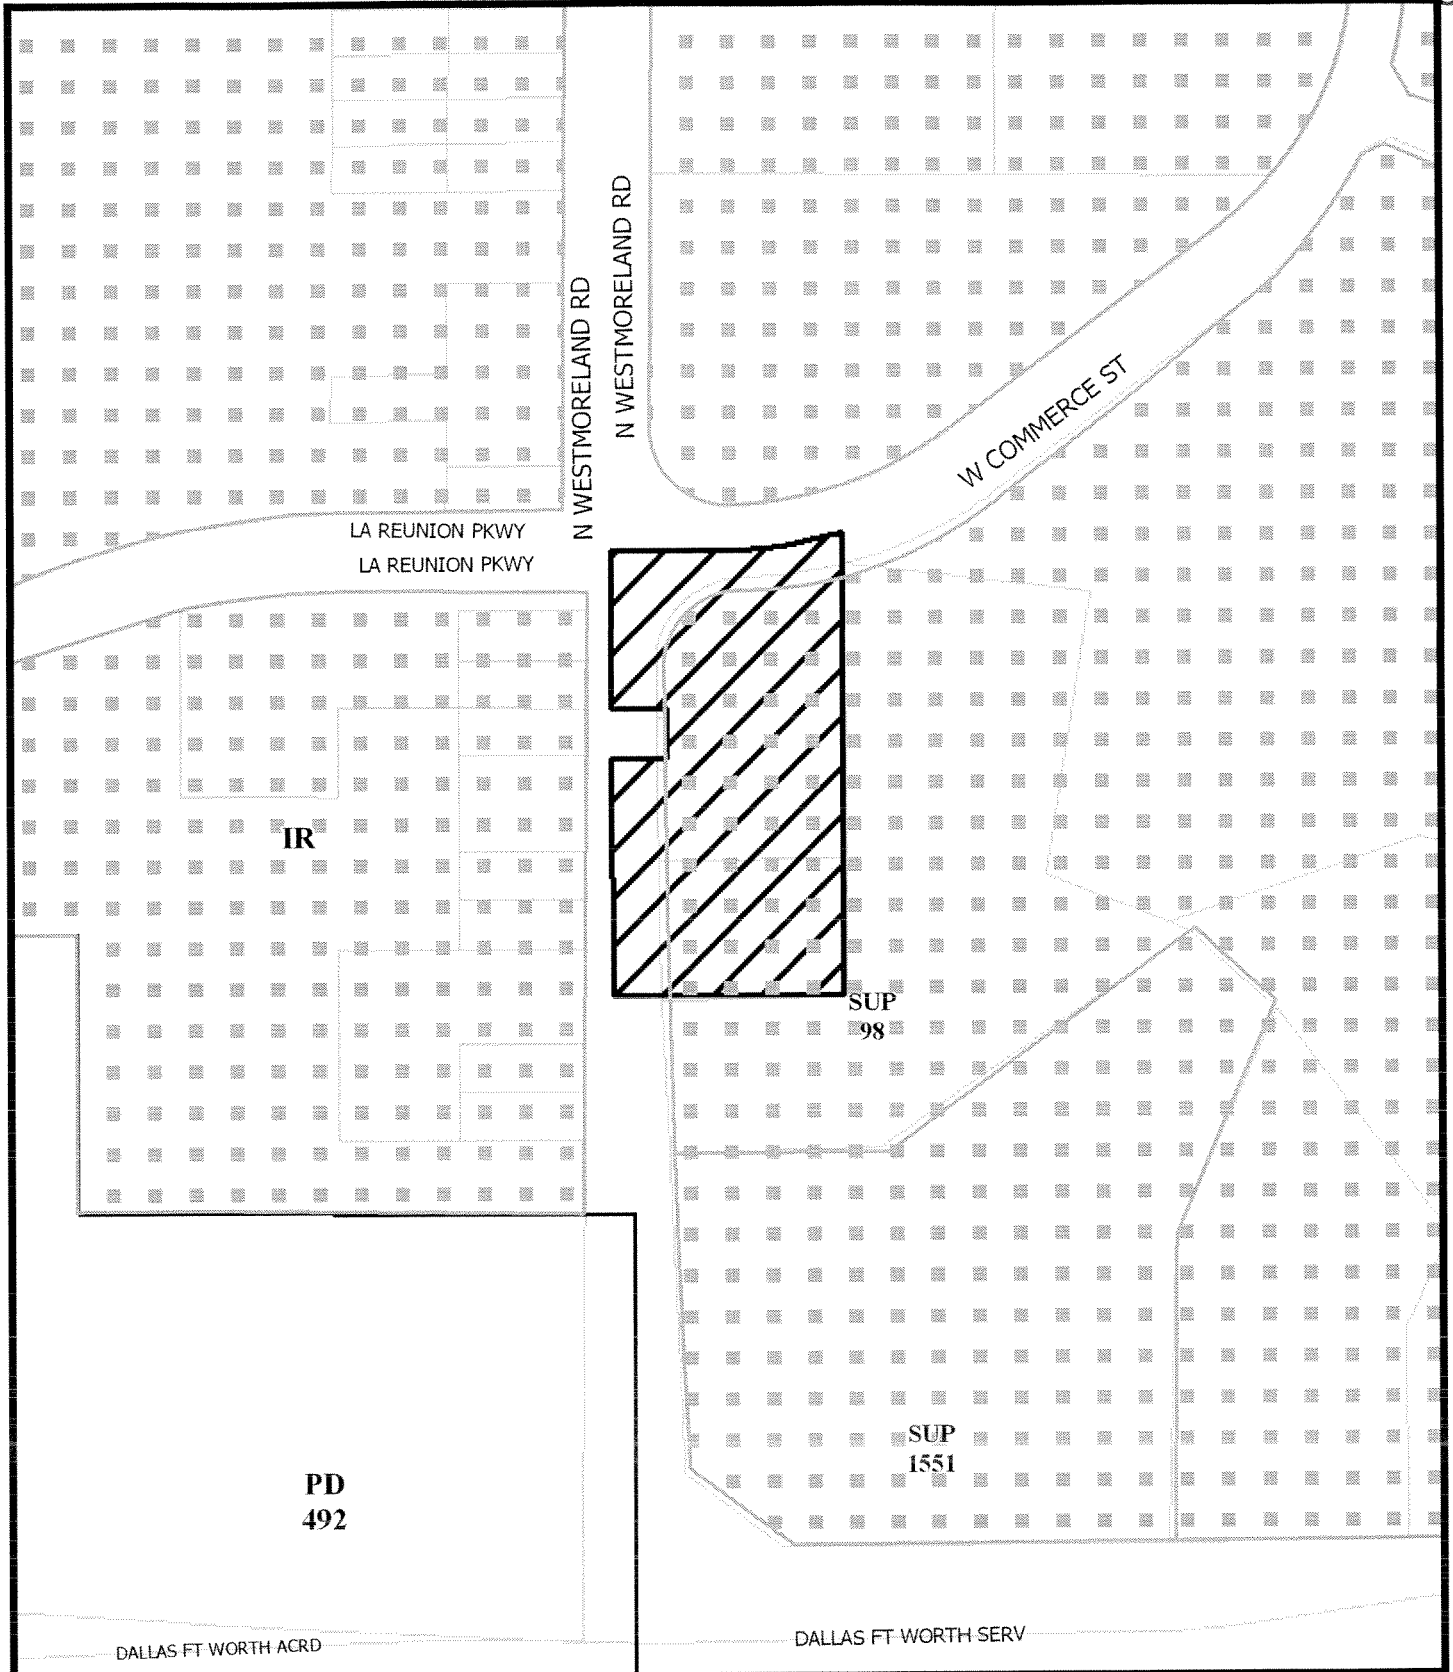 N WESTMORELAND RD
N WESTMORELAND RD
W COMMERCE ST
LA REUNION PKWY
LA REUNION PKWY
IR
SUP
98
SUP
1551
PD
492
DALLAS FT WORTH ACRD
DALLAS FT WORTH SERV